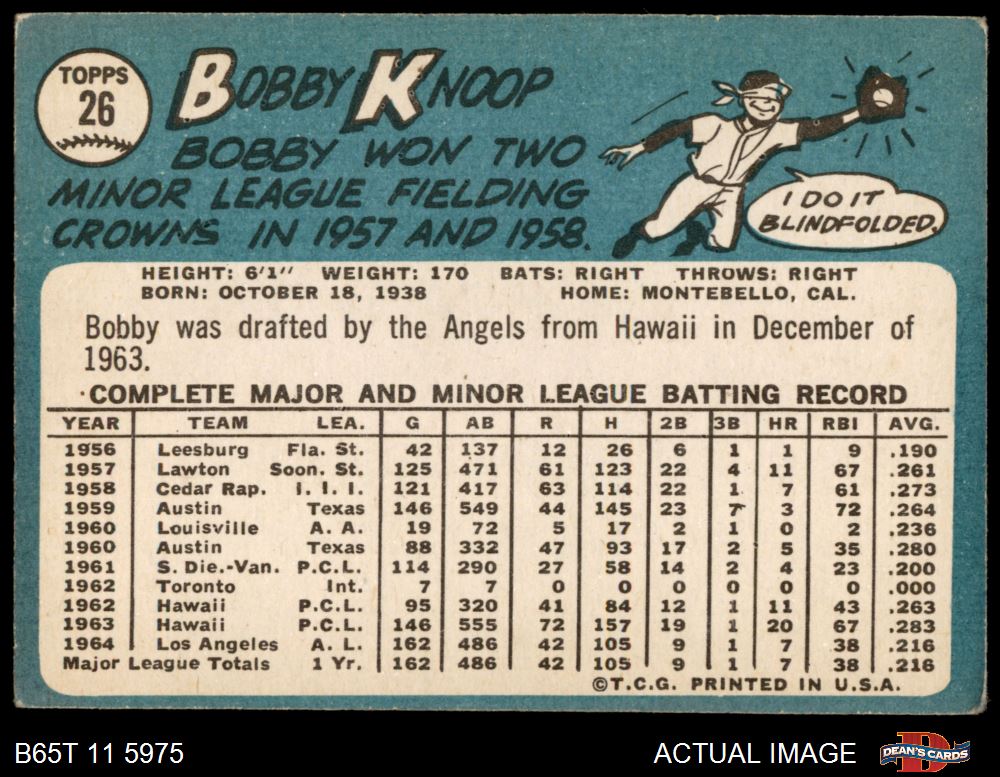 TOPPS
26
BOBBY KNOOP
BOBBY WON TWO
MINOR LEAGUE FIELDING
CROWNS IN 1957 AND 1958.
I DO IT
BLINDFOLDED.
HEIGHT: 6'1" WEIGHT: 170 BATS: RIGHT THROWS: RIGHT
BORN: OCTOBER 18, 1938 HOME: MONTEBELLO, CAL.
Bobby was drafted by the Angels from Hawaii in December of
1963.
COMPLETE MAJOR AND MINOR LEAGUE BATTING RECORD
YEAR TEAM LEA. G AB R H 2B 3B HR RBI AVG.
1956 Leesburg Fla. St. 42 137 12 26 6 1 1 9 .190
1957 Lawton Soon. St. 125 471 61 123 22 4 11 67 .261
1958 Cedar Rap. I. I. I. 121 417 63 114 22 1 7 61 .273
1959 Austin Texas 146 549 44 145 23 7 3 72 .264
1960 Louisville A. A. 19 72 5 17 2 1 0 2 .236
1960 Austin Texas 88 332 47 93 17 2 5 35 .280
1961 S. Die.-Van. P.C.L. 114 290 27 58 14 2 4 23 .200
1962 Toronto Int. 7 7 0 0 0 0 0 0 .000
1962 Hawaii P.C.L. 95 320 41 84 12 1 11 43 .263
1963 Hawaii P.C.L. 146 555 72 157 19 1 20 67 .283
1964 Los Angeles A. L. 162 486 42 105 9 1 7 38 .216
Major League Totals 1 Yr. 162 486 42 105 9 1 7 38 .216
©T.C.G. PRINTED IN U.S.A.
B65T 11 5975 ACTUAL IMAGE DEAN'S CARDS